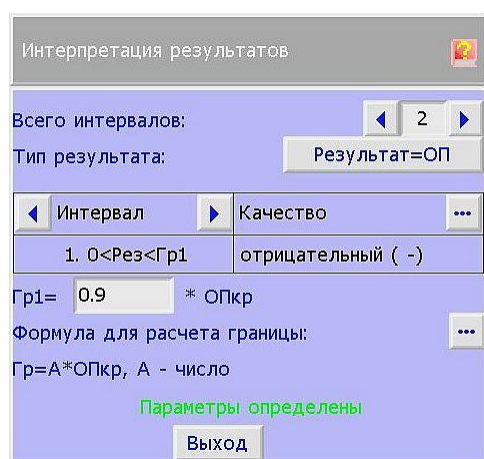 Интерпретация результатов
Всего интервалов: 2
Тип результата: Результат=ОП
Интервал Качество ...
1. 0<Рез<Гр1 отрицательный ( -)
Гр1= 0.9 * ОПкр
Формула для расчета границы: ...
Гр=А*ОПкр, А - число
Параметры определены
Выход